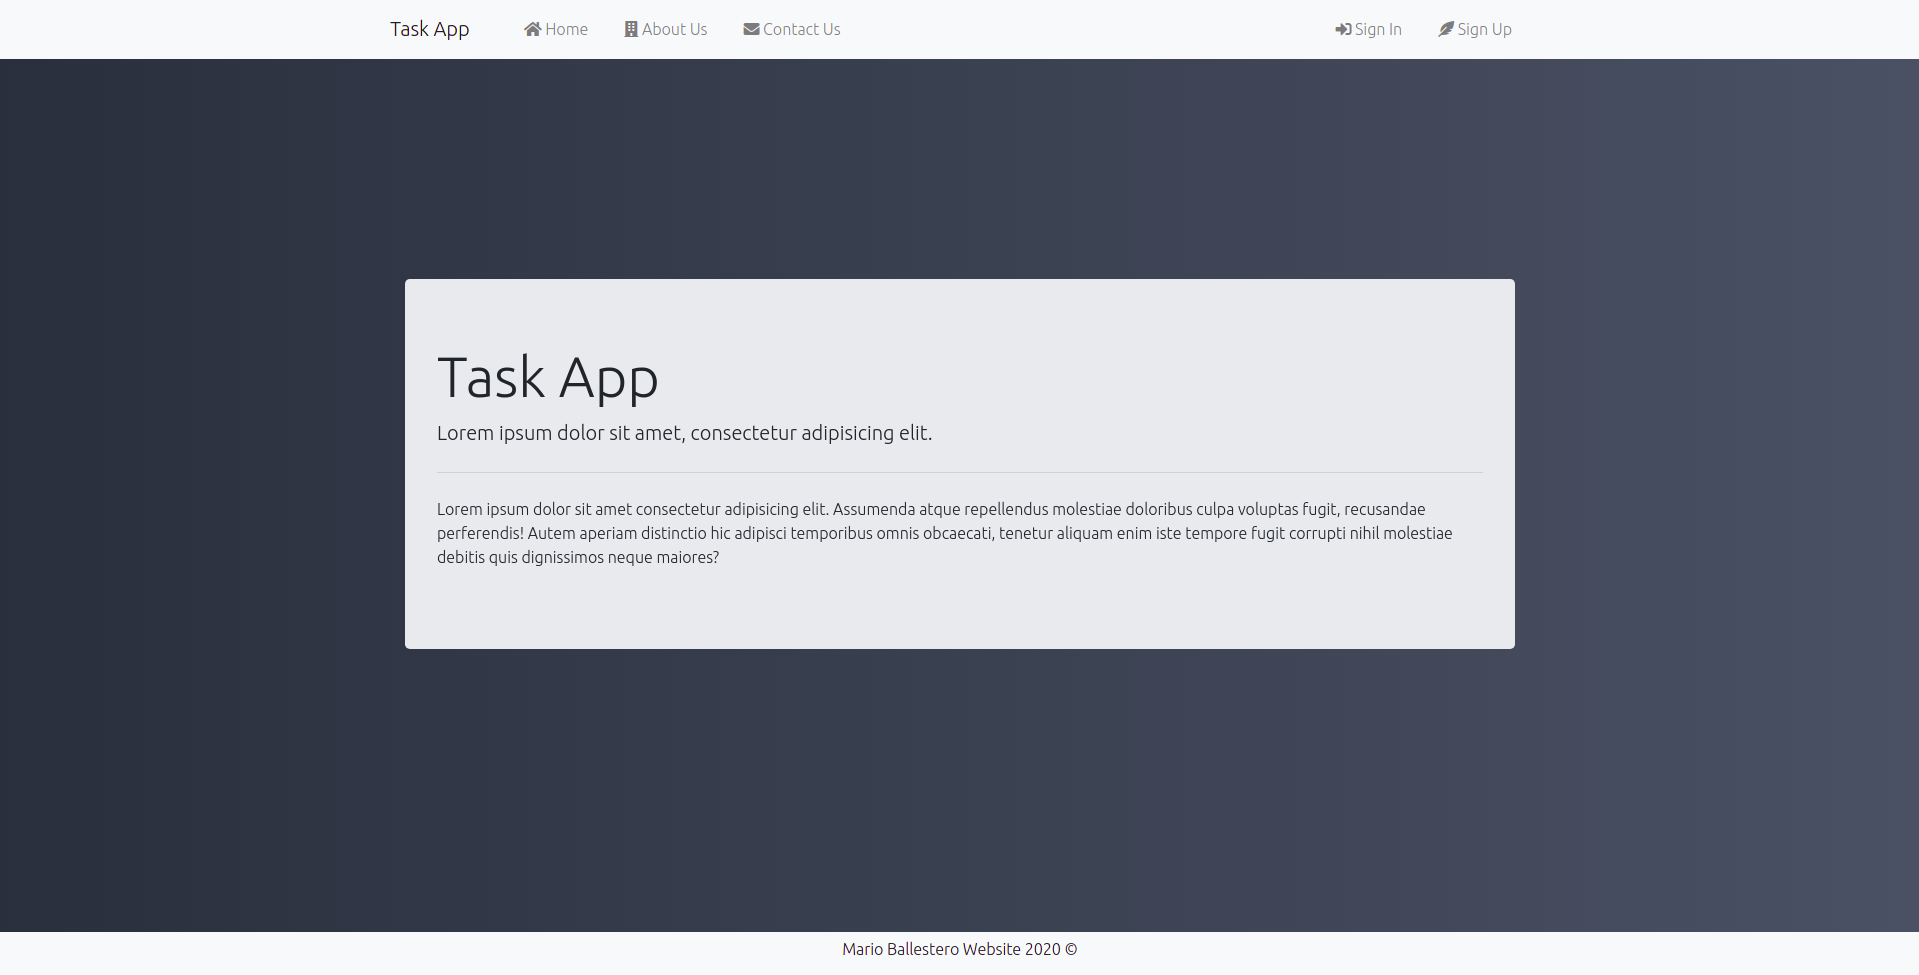 Task App Home About Us Contact Us Sign In Sign Up
Task App
Lorem ipsum dolor sit amet, consectetur adipisicing elit.
Lorem ipsum dolor sit amet consectetur adipisicing elit. Assumenda atque repellendus molestiae doloribus culpa voluptas fugit, recusandae
perferendis! Autem aperiam distinctio hic adipisci temporibus omnis obcaecati, tenetur aliquam enim iste tempore fugit corrupti nihil molestiae
debitis quis dignissimos neque maiores?
Mario Ballestero Website 2020 ©